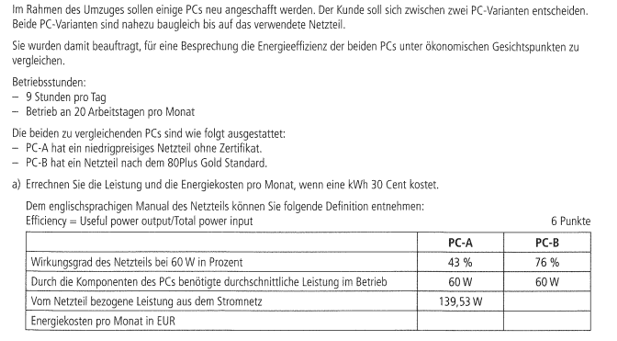 Im Rahmen des Umzuges sollen einige PCs neu angeschafft werden. Der Kunde soll sich zwischen zwei PC-Varianten entscheiden.
Beide PC-Varianten sind nahezu baugleich bis auf das verwendete Netzteil.
Sie wurden damit beauftragt, für eine Besprechung die Energieeffizienz der beiden PCs unter ökonomischen Gesichtspunkten zu
vergleichen.
Betriebsstunden:
– 9 Stunden pro Tag
– Betrieb an 20 Arbeitstagen pro Monat
Die beiden zu vergleichenden PCs sind wie folgt ausgestattet:
– PC-A hat ein niedrigpreisiges Netzteil ohne Zertifikat.
– PC-B hat ein Netzteil nach dem 80Plus Gold Standard.
a) Errechnen Sie die Leistung und die Energiekosten pro Monat, wenn eine kWh 30 Cent kostet.
Dem englischsprachigen Manual des Netzteils können Sie folgende Definition entnehmen:
Efficiency = Useful power output/Total power input 6 Punkte
PC-A PC-B
Wirkungsgrad des Netzteils bei 60 W in Prozent 43 % 76 %
Durch die Komponenten des PCs benötigte durchschnittliche Leistung im Betrieb 60 W 60 W
Vom Netzteil bezogene Leistung aus dem Stromnetz 139,53 W
Energiekosten pro Monat in EUR